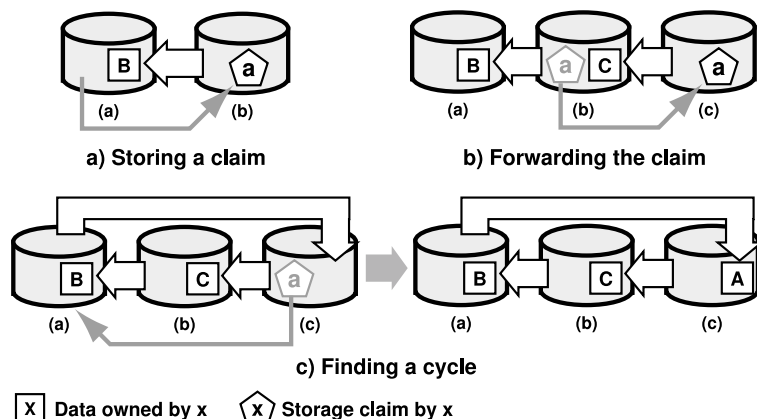 B a
(a) (b)
a) Storing a claim
B a C a
(a) (b) (c)
b) Forwarding the claim
B C a
(a) (b) (c)
B C A
(a) (b) (c)
c) Finding a cycle
X Data owned by x
x Storage claim by x